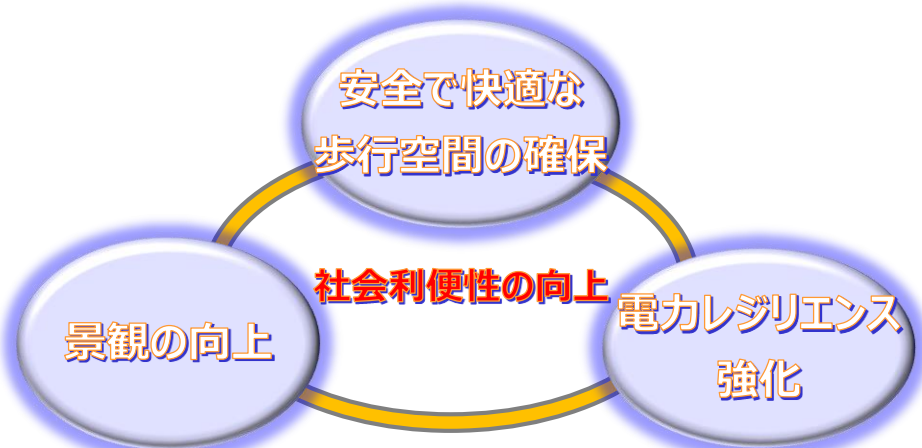 安全で快適な
歩行空間の確保
社会利便性の向上
景観の向上
電力レジリエンス
強化